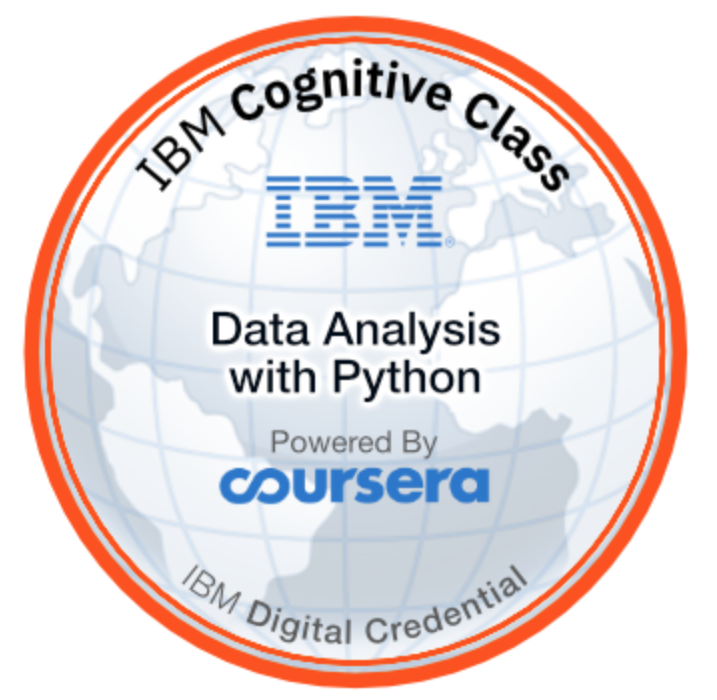 IBM Cognitive Class
IBM®
Data Analysis
with Python
Powered By
coursera
IBM Digital Credential